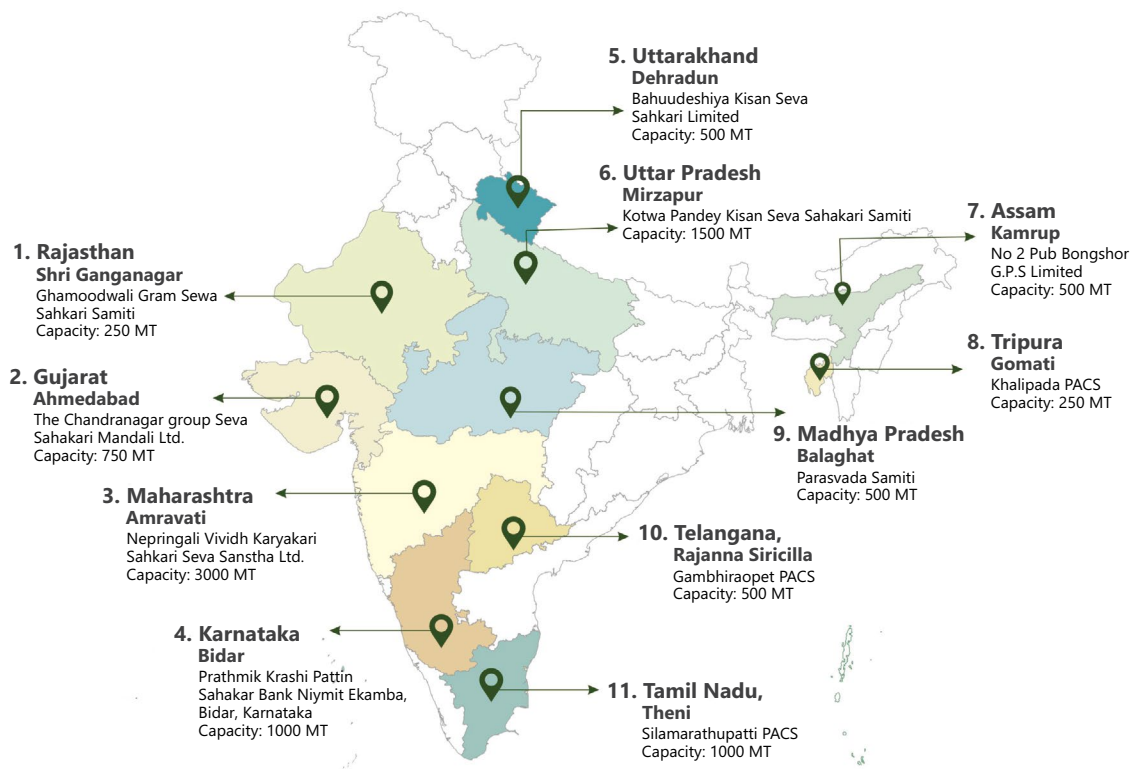 1. Rajasthan
Shri Ganganagar
Ghamoodwali Gram Sewa
Sahkari Samiti
Capacity: 250 MT
2. Gujarat
Ahmedabad
The Chandranagar group Seva
Sahakari Mandali Ltd.
Capacity: 750 MT
3. Maharashtra
Amravati
Nepringali Vividh Karyakari
Sahkari Seva Sanstha Ltd.
Capacity: 3000 MT
4. Karnataka
Bidar
Prathmik Krashi Pattin
Sahakar Bank Niymit Ekamba,
Bidar, Karnataka
Capacity: 1000 MT
5. Uttarakhand
Dehradun
Bahuudeshiya Kisan Seva
Sahkari Limited
Capacity: 500 MT
6. Uttar Pradesh
Mirzapur
Kotwa Pandey Kisan Seva Sahakari Samiti
Capacity: 1500 MT
7. Assam
Kamrup
No 2 Pub Bongshor
G.P.S Limited
Capacity: 500 MT
8. Tripura
Gomati
Khalipada PACS
Capacity: 250 MT
9. Madhya Pradesh
Balaghat
Parasvada Samiti
Capacity: 500 MT
10. Telangana,
Rajanna Siricilla
Gambhiraopet PACS
Capacity: 500 MT
11. Tamil Nadu,
Theni
Silamarathupatti PACS
Capacity: 1000 MT